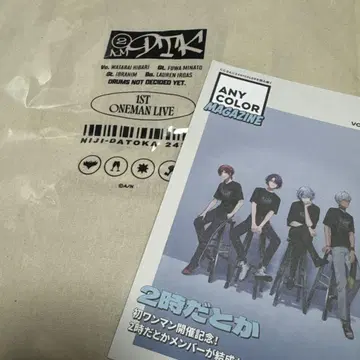 2
A.M
DTK
Vo. WATARAI HIBARI Gt. FUWA MINATO
Gt. IBRAHIM Ba. LAUREN IROAS
DRUMS NOT DECIDED YET.
1ST
ONEMAN LIVE
NIJI-DATOKA 24
©A/K
ANY
COLOR
MAGAZINE
2時だとか
初ワンマン開催記念!
2時だとかメンバーが結成